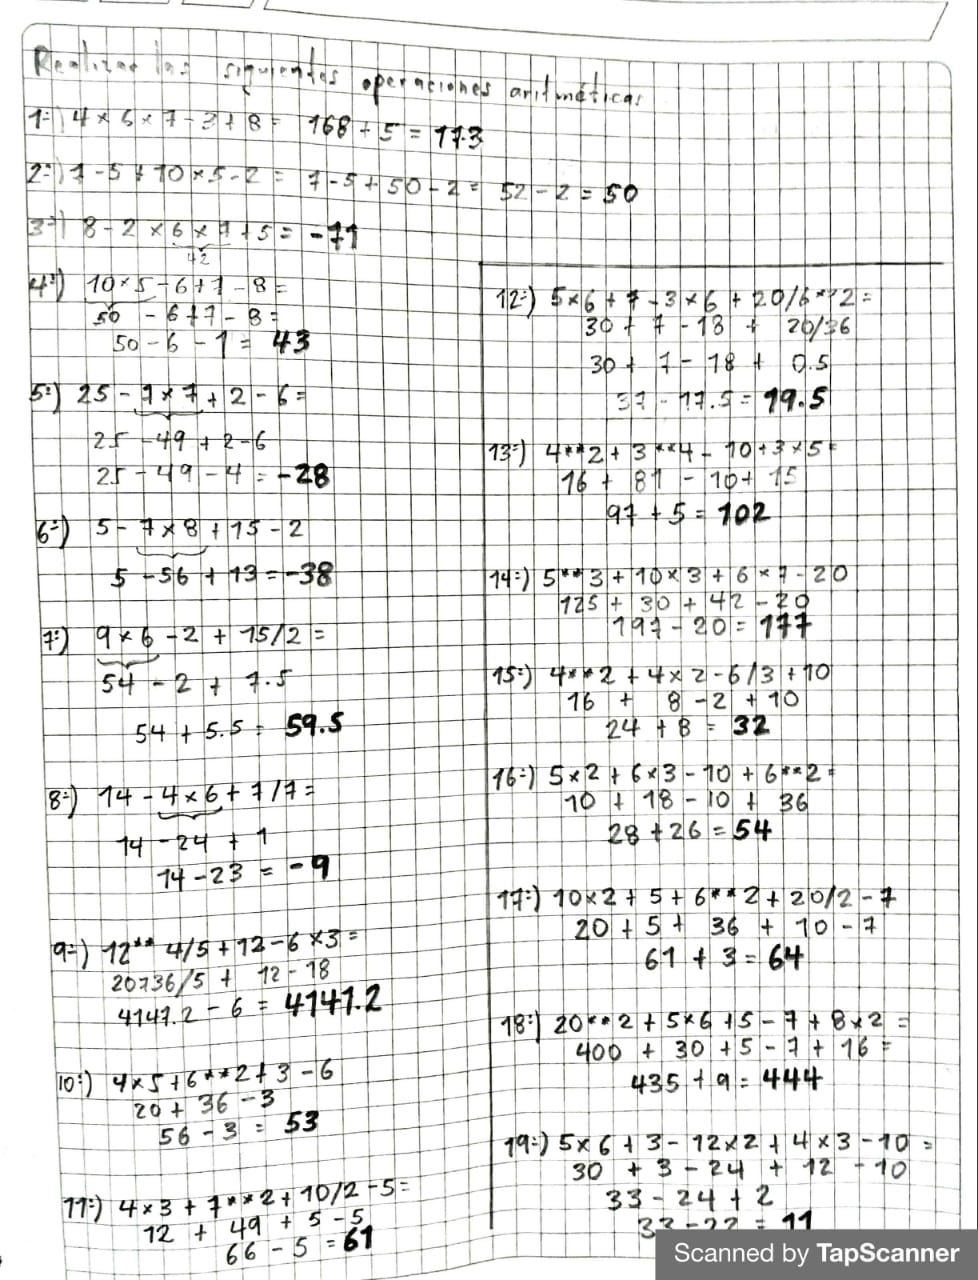 Realizar las siguientes operaciones aritméticas
1=) 4 x 6 x 7 - 3 + 8 = 168 + 5 = 173
2=) 7 - 5 + 10 x 5 - 2 = 7 - 5 + 50 - 2 = 52 - 2 = 50
3=) 8 - 2 x 6 x 7 + 5 = -71
42
4=) 10 x 5 - 6 + 7 - 8 =
50 - 6 + 7 - 8 =
50 - 6 - 1 = 43
5=) 25 - 7 x 7 + 2 - 6 =
25 - 49 + 2 - 6
25 - 49 - 4 = -28
6=) 5 - 7 x 8 + 15 - 2
5 - 56 + 13 = -38
7=) 9 x 6 - 2 + 15/2 =
54 - 2 + 7.5
54 + 5.5 = 59.5
8=) 14 - 4 x 6 + 7/7 =
14 - 24 + 1
14 - 23 = -9
9=) 12** 4/5 + 12 - 6 x 3 =
20736/5 + 12 - 18
4147.2 - 6 = 4141.2
10=) 4 x 5 + 6**2 + 3 - 6
20 + 36 - 3
56 - 3 = 53
11=) 4 x 3 + 7**2 + 10/2 - 5 =
12 + 49 + 5 - 5
66 - 5 = 61
12=) 5 x 6 + 7 - 3 x 6 + 20/6**2 =
30 + 7 - 18 + 20/36
30 + 7 - 18 + 0.5
37 - 17.5 = 19.5
13=) 4**2 + 3**4 - 10 + 3 x 5 =
16 + 81 - 10 + 15
97 + 5 = 102
14=) 5**3 + 10 x 3 + 6 x 7 - 20
125 + 30 + 42 - 20
197 - 20 = 177
15=) 4**2 + 4 x 2 - 6/3 + 10
16 + 8 - 2 + 10
24 + 8 = 32
16=) 5 x 2 + 6 x 3 - 10 + 6**2 =
10 + 18 - 10 + 36
28 + 26 = 54
17=) 10 x 2 + 5 + 6**2 + 20/2 - 7
20 + 5 + 36 + 10 - 7
61 + 3 = 64
18=) 20**2 + 5 x 6 + 5 - 7 + 8 x 2 =
400 + 30 + 5 - 7 + 16 =
435 + 9 = 444
19=) 5 x 6 + 3 - 12 x 2 + 4 x 3 - 10 =
30 + 3 - 24 + 12 - 10
33 - 24 + 2
33 - 22 = 11
Scanned by TapScanner